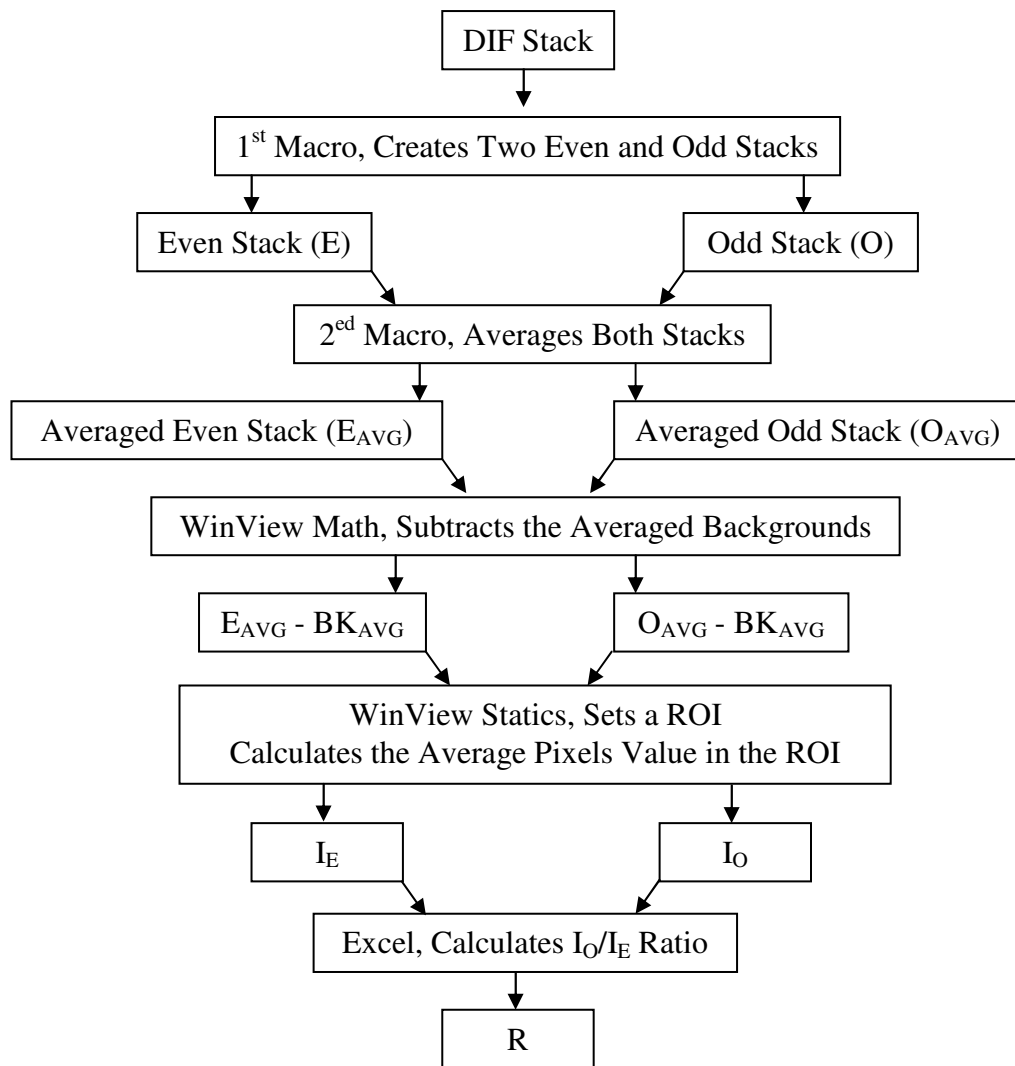 DIF Stack
1st Macro, Creates Two Even and Odd Stacks
Even Stack (E)
Odd Stack (O)
2ed Macro, Averages Both Stacks
Averaged Even Stack (EAVG)
Averaged Odd Stack (OAVG)
WinView Math, Subtracts the Averaged Backgrounds
EAVG - BKAVG
OAVG - BKAVG
WinView Statics, Sets a ROI
Calculates the Average Pixels Value in the ROI
IE
IO
Excel, Calculates IO/IE Ratio
R